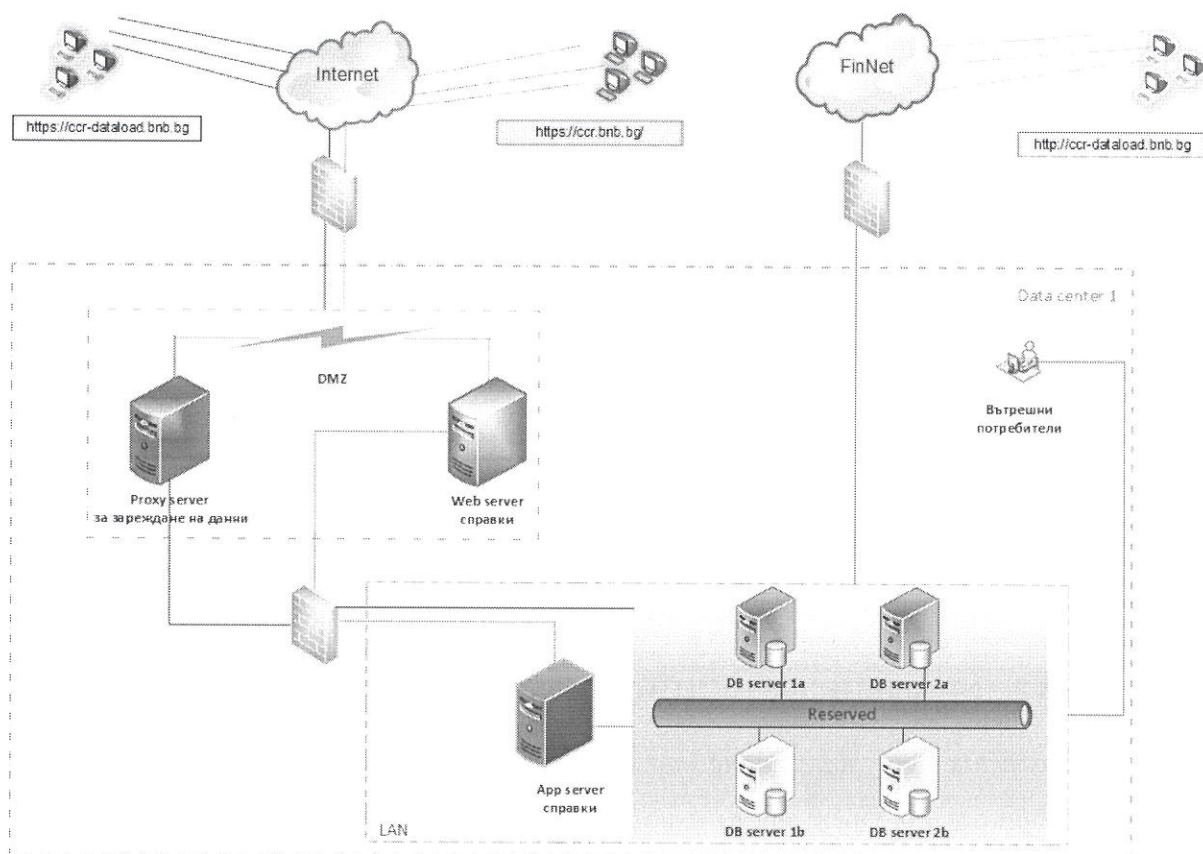 Internet
FinNet
https://ccr-dataload.bnb.bg
https://ccr.bnb.bg/
http://ccr-dataload.bnb.bg
Data center 1
DMZ
Вътрешни
потребители
Proxy server
за зареждане на данни
Web server
справки
DB server 1a
DB server 2a
Reserved
App server
справки
DB server 1b
DB server 2b
LAN